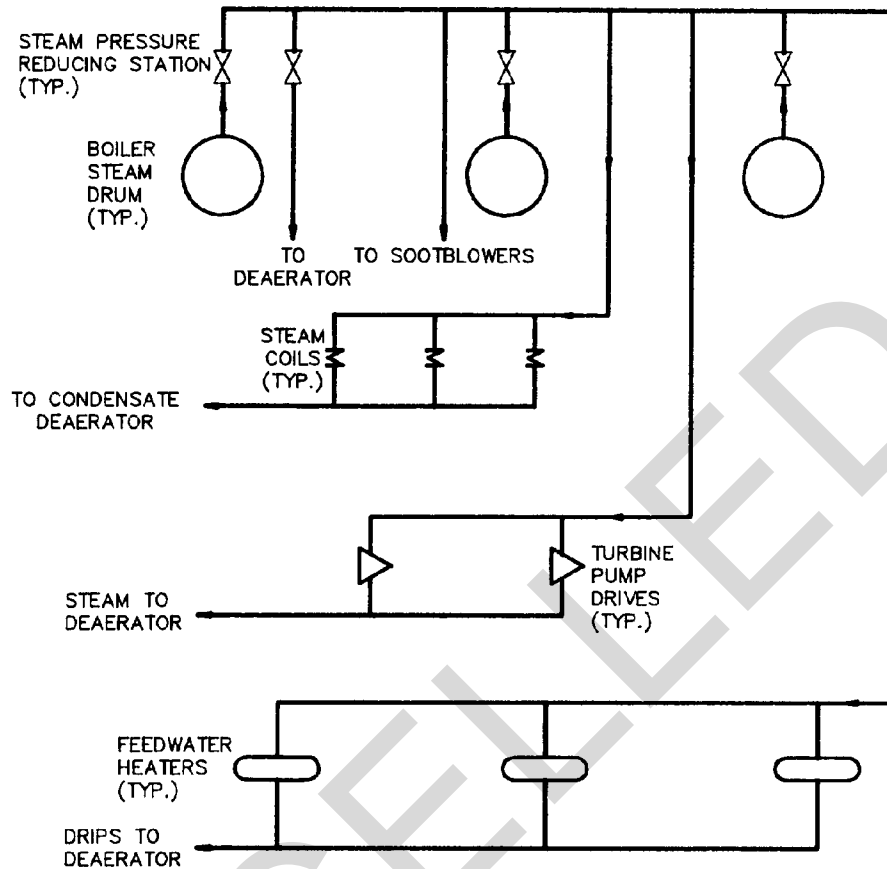 STEAM PRESSURE
REDUCING STATION
(TYP.)
BOILER
STEAM
DRUM
(TYP.)
TO
DEAERATOR
TO SOOTBLOWERS
STEAM
COILS
(TYP.)
TO CONDENSATE
DEAERATOR
TURBINE
PUMP
DRIVES
(TYP.)
STEAM TO
DEAERATOR
FEEDWATER
HEATERS
(TYP.)
DRIPS TO
DEAERATOR
ELLED